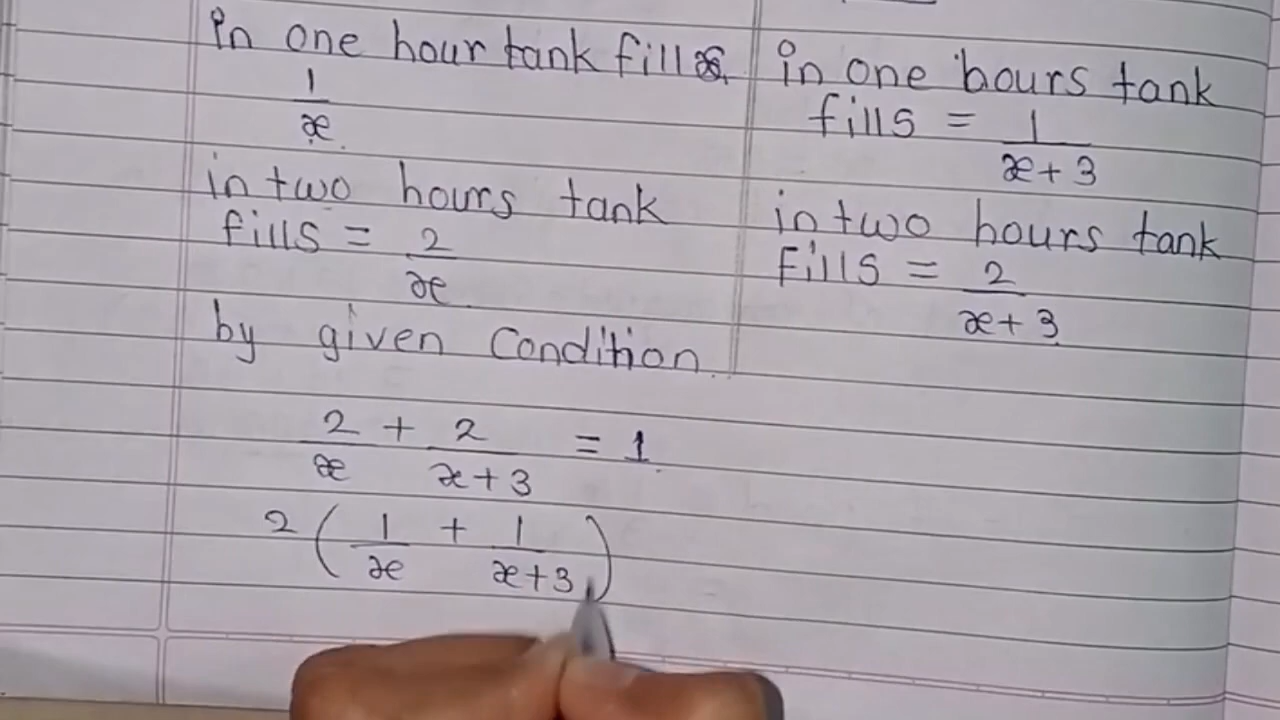 in one hour tank fills
1/x
in two hours tank
fills = 2/x
by given Condition
in one hours tank
fills = 1/(x+3)
in two hours tank
Fills = 2/(x+3)
2/x + 2/(x+3) = 1
2(1/x + 1/(x+3))